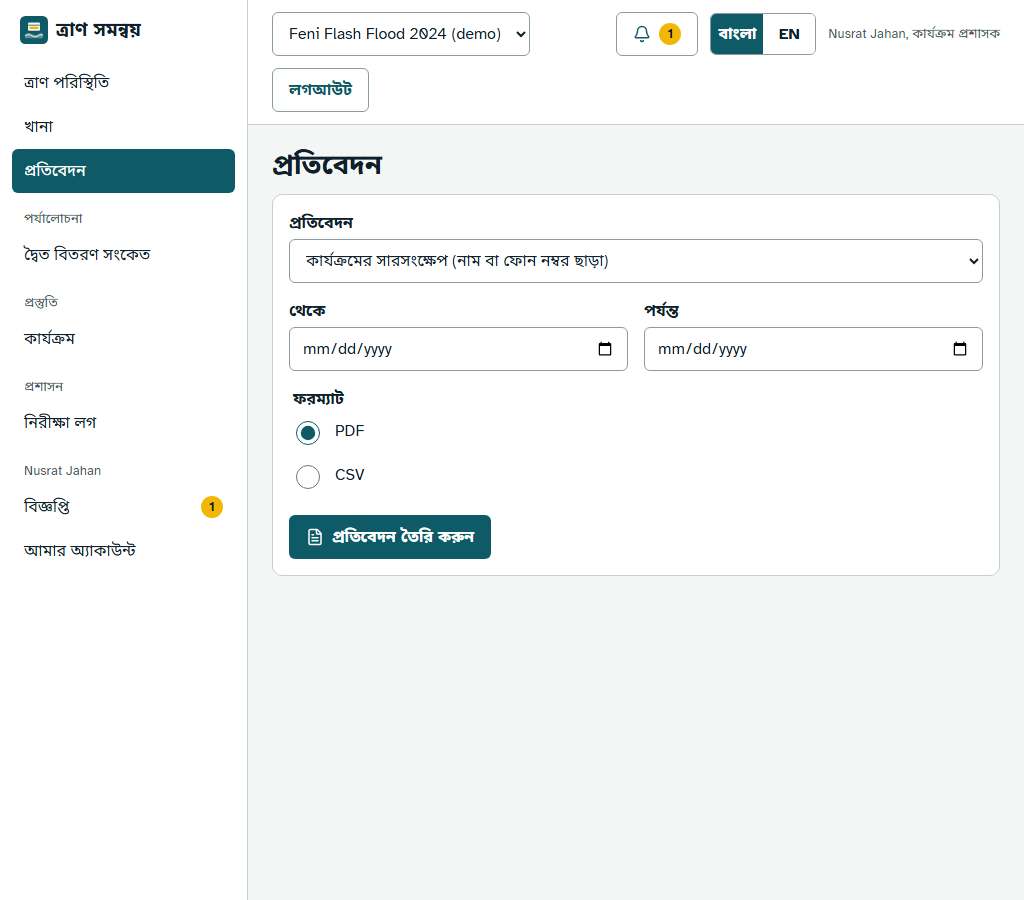 ত্রাণ সমন্বয়
ত্রাণ পরিস্থিতি
খানা
প্রতিবেদন
পর্যালোচনা
দ্বৈত বিতরণ সংকেত
প্রস্তুতি
কার্যক্রম
প্রশাসন
নিরীক্ষা লগ
Nusrat Jahan
বিজ্ঞপ্তি 1
আমার অ্যাকাউন্ট
Feni Flash Flood 2024 (demo) 1 বাংলা EN Nusrat Jahan, কার্যক্রম প্রশাসক
লগআউট
প্রতিবেদন
প্রতিবেদন
কার্যক্রমের সারসংক্ষেপ (নাম বা ফোন নম্বর ছাড়া)
থেকে পর্যন্ত
mm/dd/yyyy mm/dd/yyyy
ফরম্যাট
PDF
CSV
প্রতিবেদন তৈরি করুন